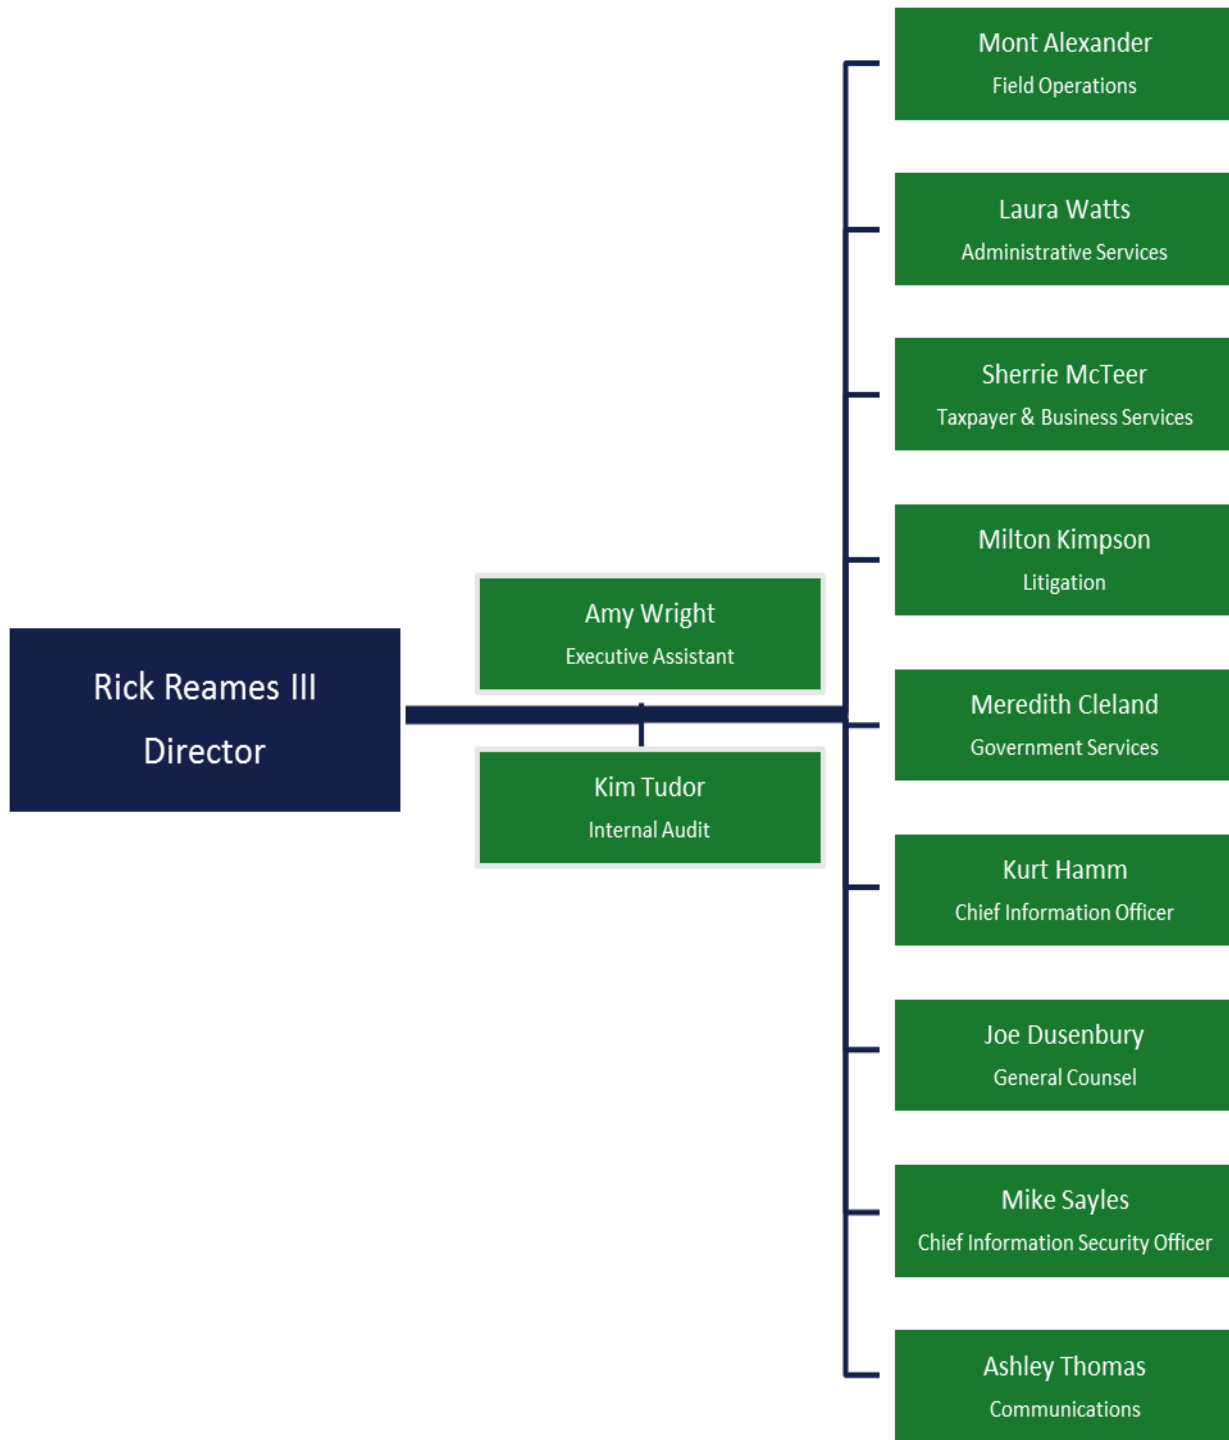 Rick Reames III
Director
Amy Wright
Executive Assistant
Kim Tudor
Internal Audit
Mont Alexander
Field Operations
Laura Watts
Administrative Services
Sherrie McTeer
Taxpayer & Business Services
Milton Kimpson
Litigation
Meredith Cleland
Government Services
Kurt Hamm
Chief Information Officer
Joe Dusenbury
General Counsel
Mike Sayles
Chief Information Security Officer
Ashley Thomas
Communications